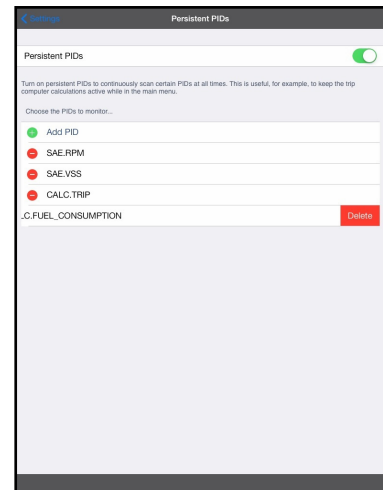 Settings
Persistent PIDs
Persistent PIDs
Turn on persistent PIDs to continuously scan certain PIDs at all times. This is useful, for example, to keep the trip
computer calculations active while in the main menu.
Choose the PIDs to monitor...
Add PID
SAE.RPM
SAE.VSS
CALC.TRIP
.C.FUEL_CONSUMPTION
Delete